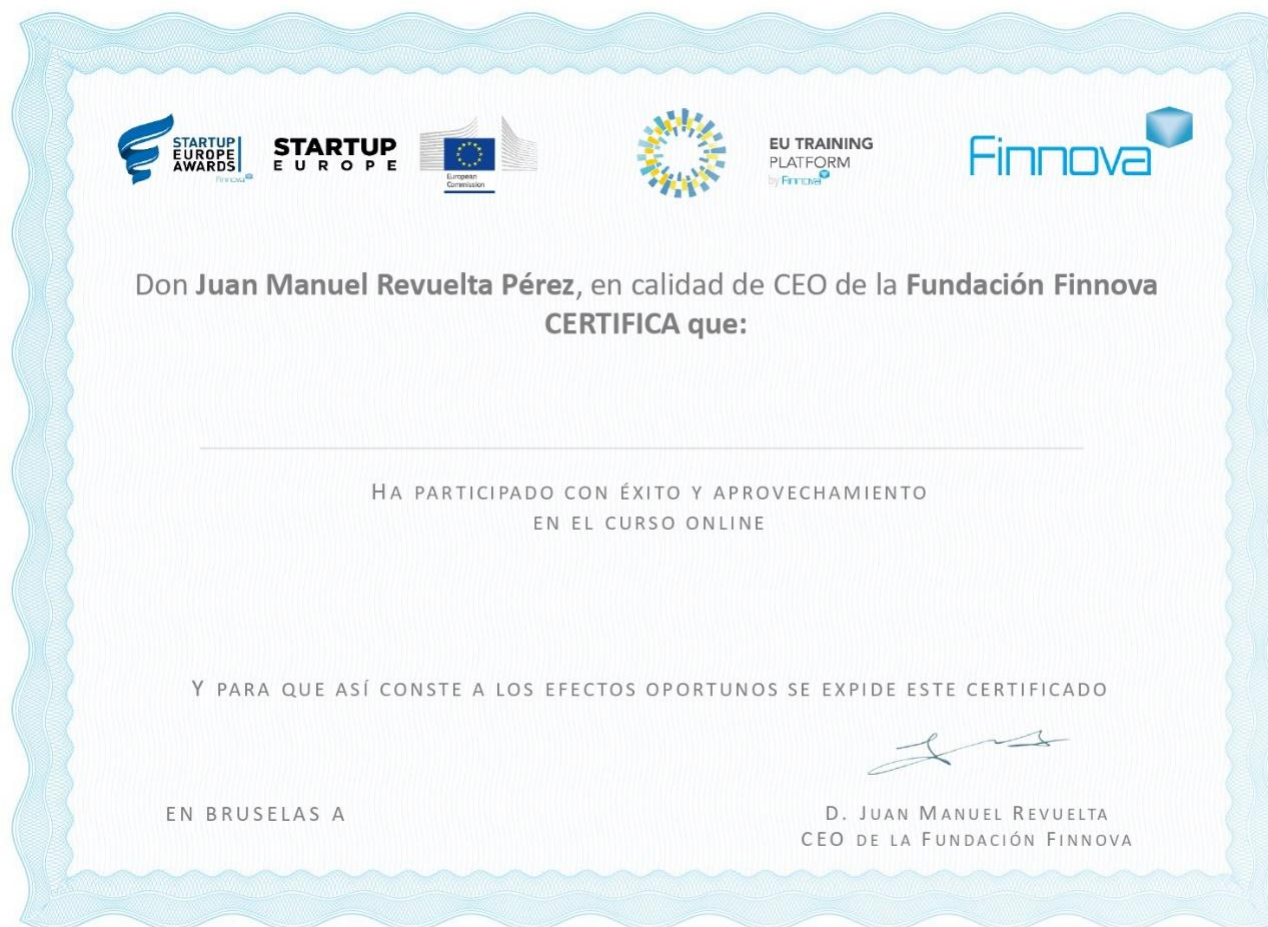 STARTUP
EUROPE
AWARDS
Finnova
STARTUP
EUROPE
European
Commission
EU TRAINING
PLATFORM
by Finnova
Finnova
Don Juan Manuel Revuelta Pérez, en calidad de CEO de la Fundación Finnova
CERTIFICA que:
HA PARTICIPADO CON ÉXITO Y APROVECHAMIENTO
EN EL CURSO ONLINE
Y PARA QUE ASÍ CONSTE A LOS EFECTOS OPORTUNOS SE EXPIDE ESTE CERTIFICADO
EN BRUSELAS A
D. JUAN MANUEL REVUELTA
CEO DE LA FUNDACIÓN FINNOVA